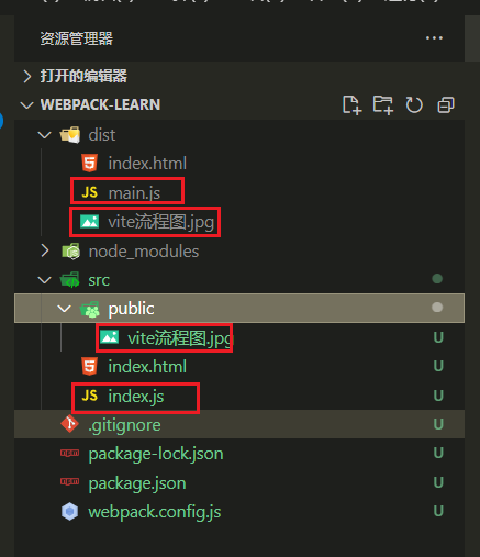 资源管理器
打开的编辑器
WEBPACK-LEARN
dist
index.html
JS main.js
vite流程图.jpg
node_modules
src
public
vite流程图.jpg U
index.html U
JS index.js U
.gitignore U
npm package-lock.json U
npm package.json U
webpack.config.js U